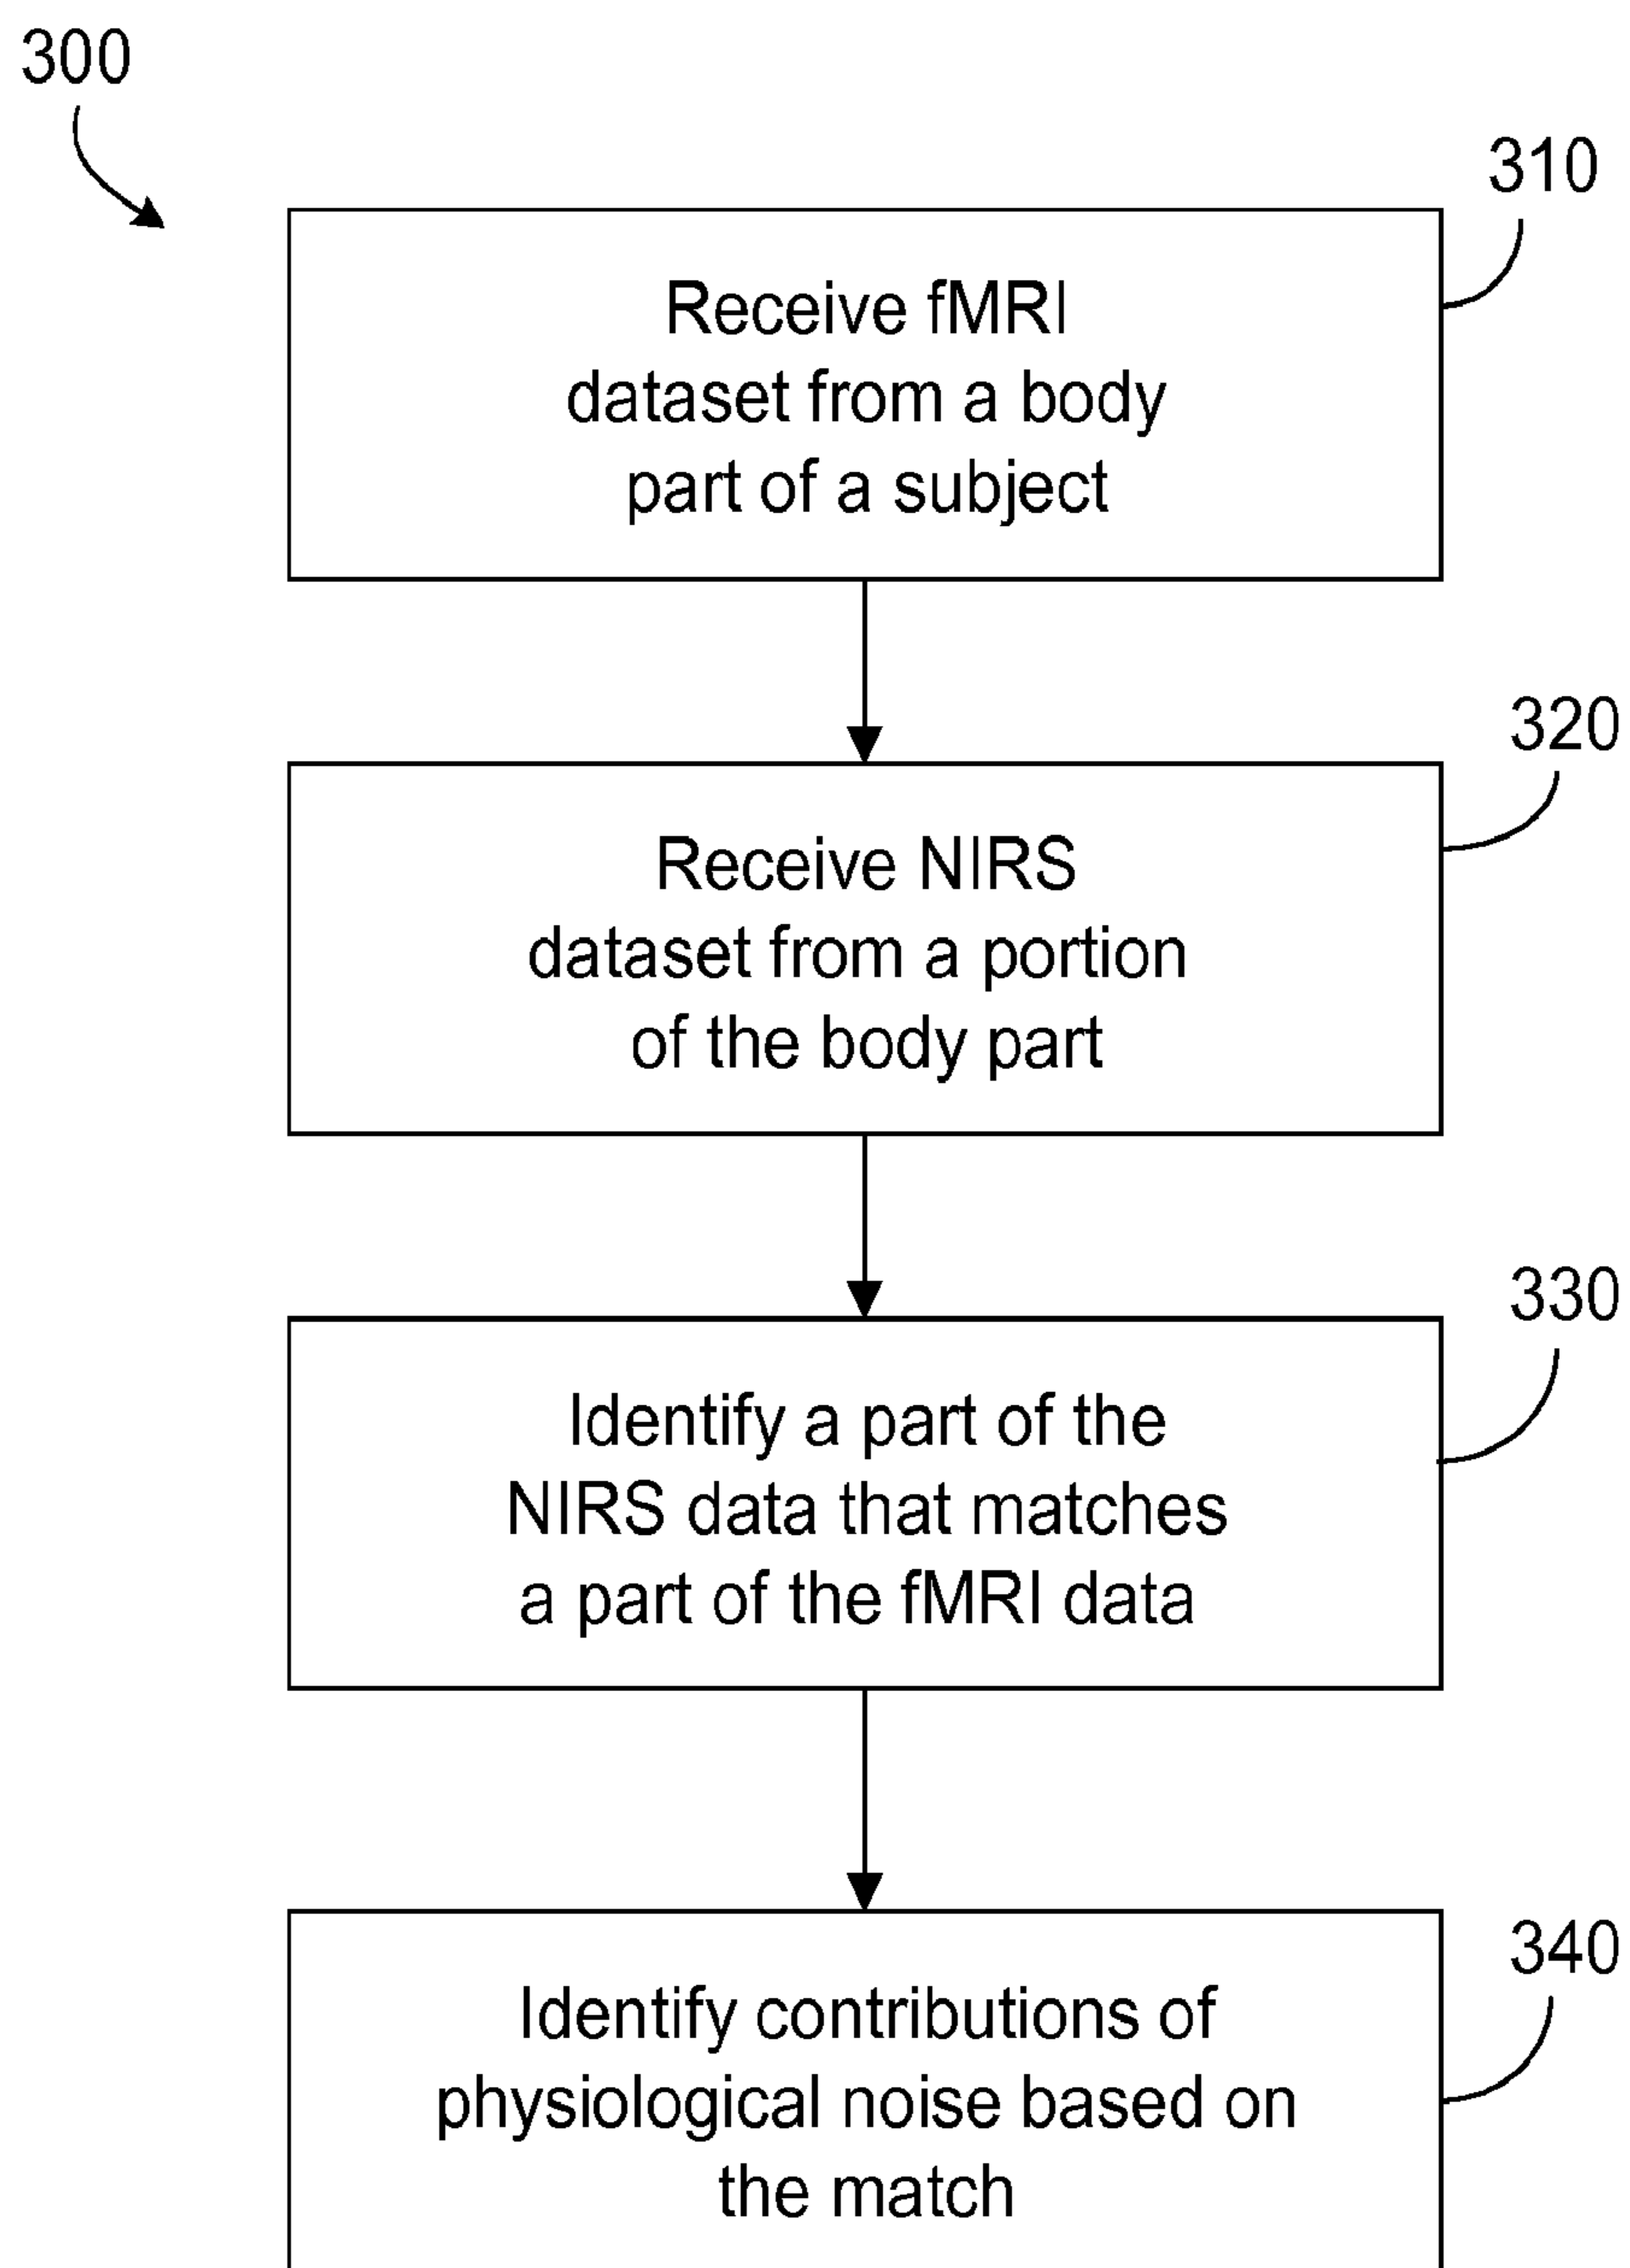 300
310
Receive fMRI
dataset from a body
part of a subject
320
Receive NIRS
dataset from a portion
of the body part
330
Identify a part of the
NIRS data that matches
a part of the fMRI data
340
Identify contributions of
physiological noise based on
the match